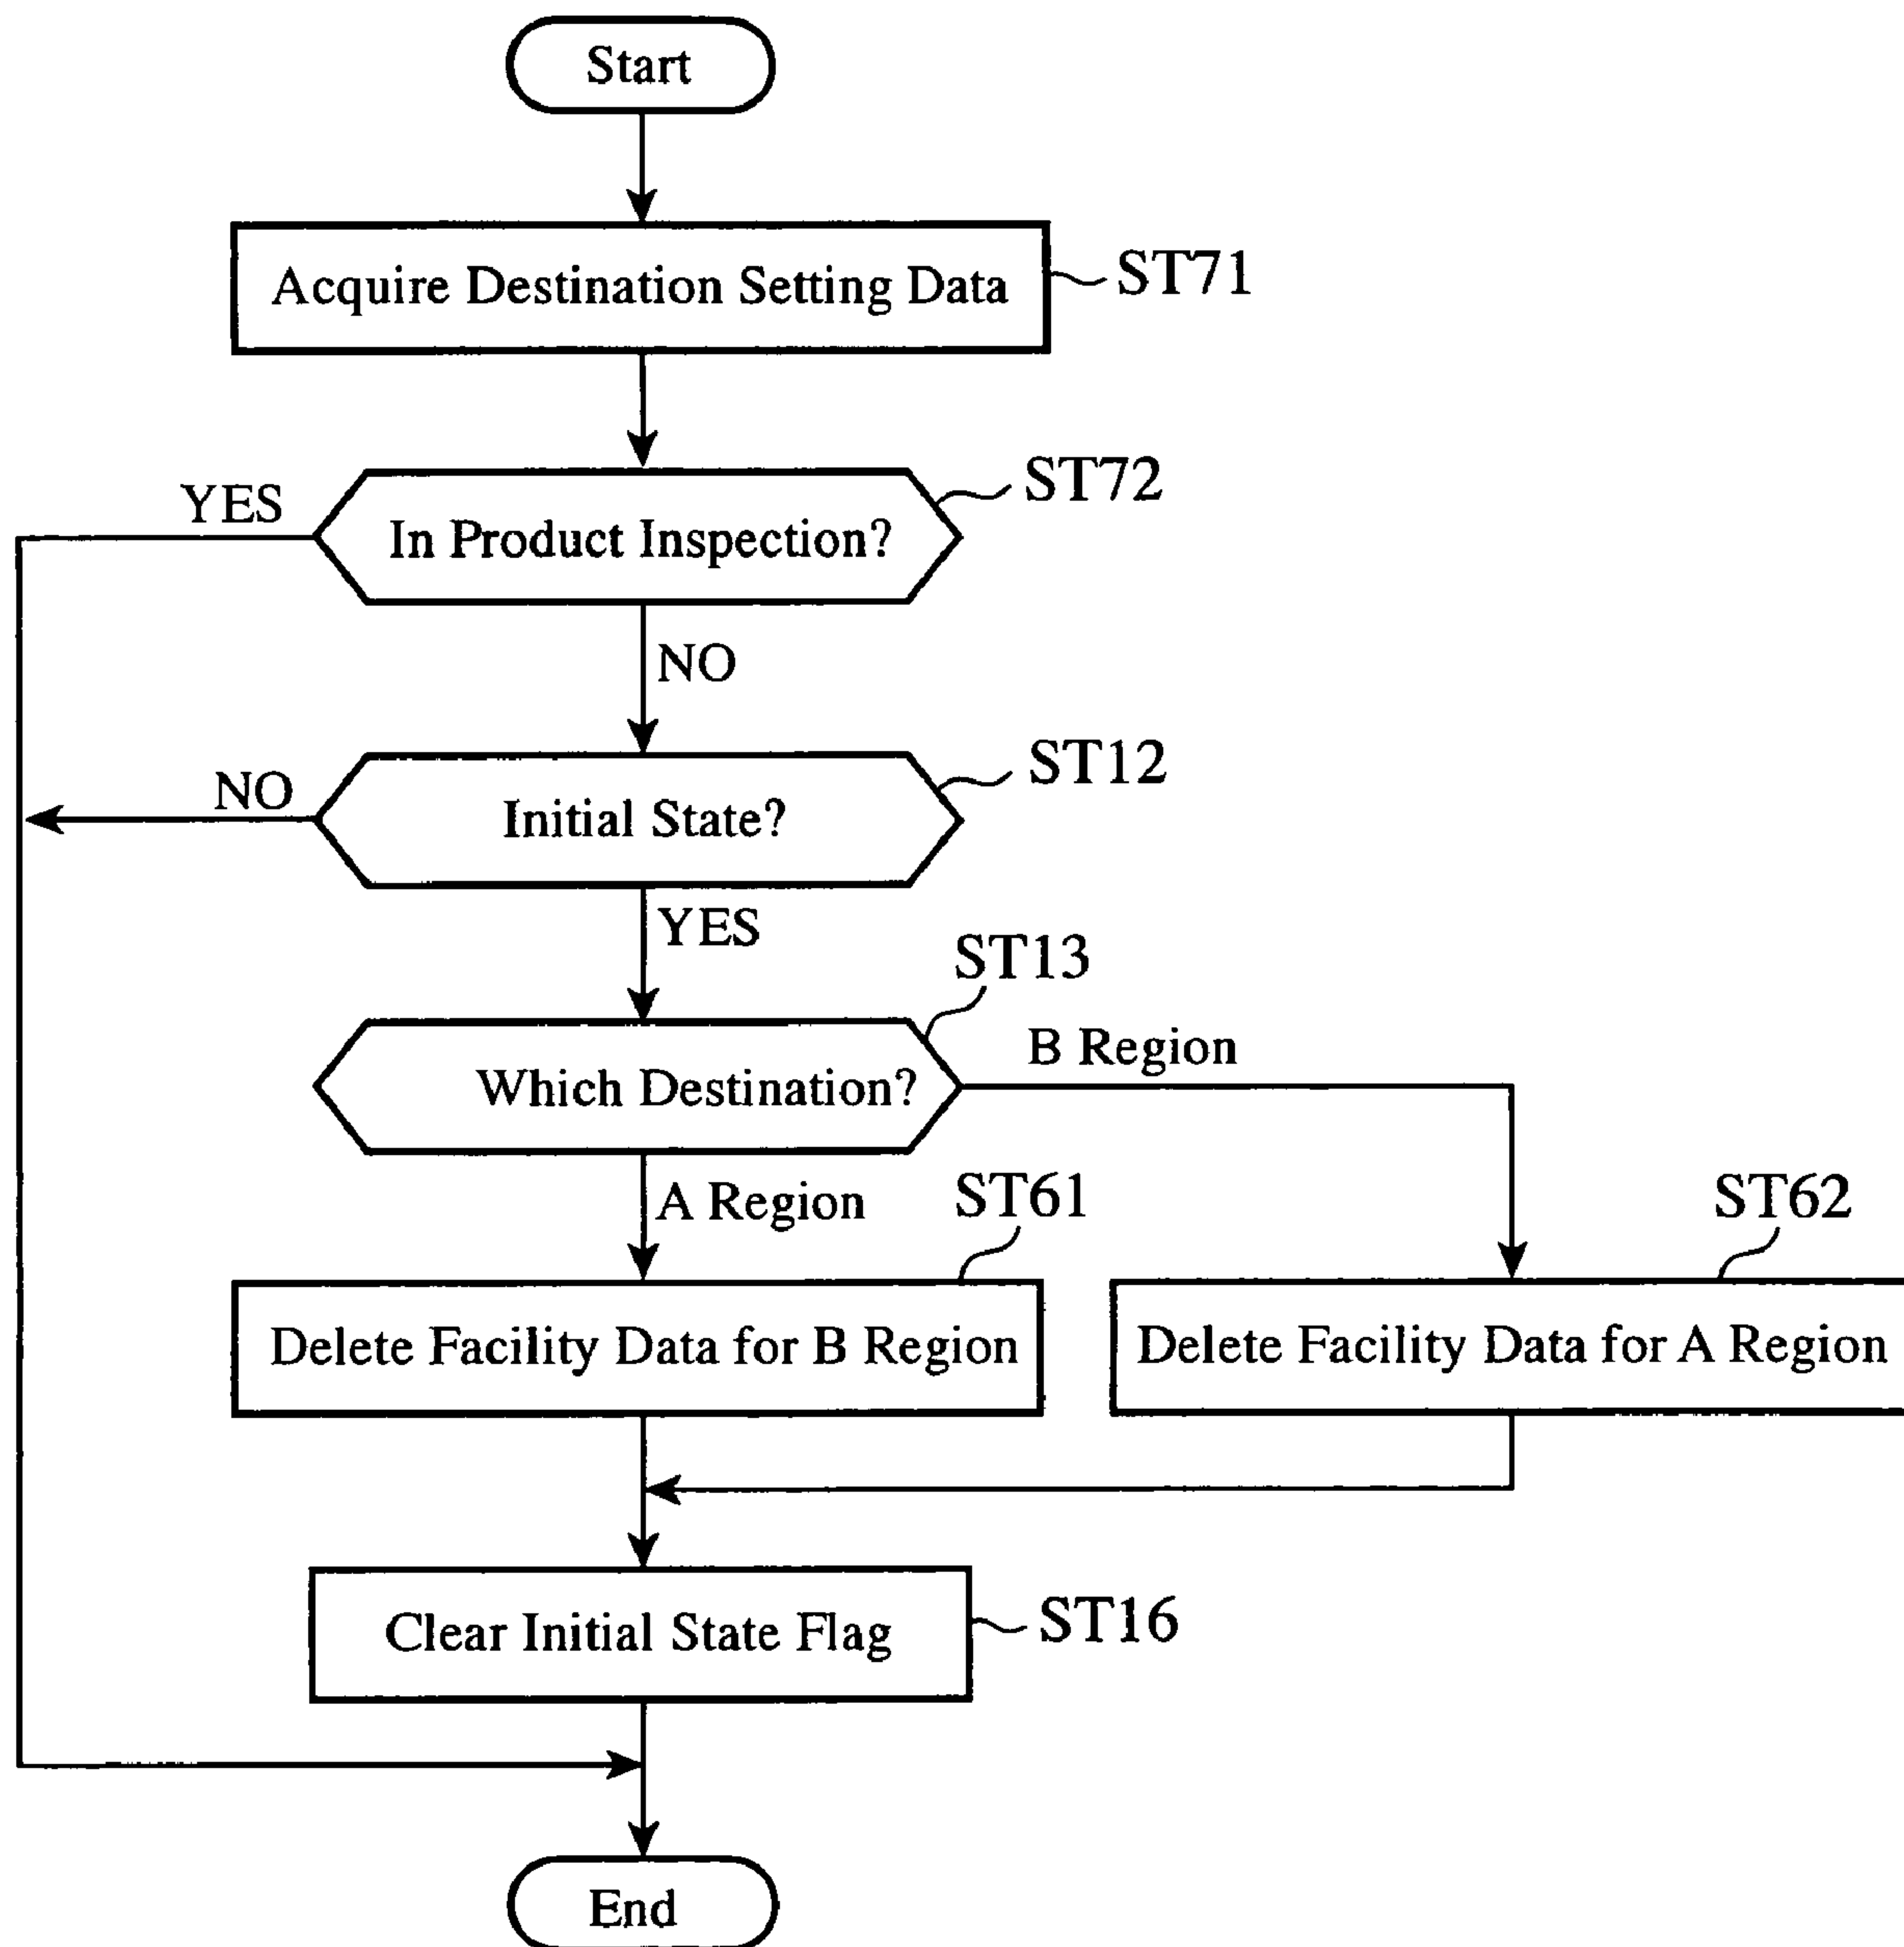 Start
Acquire Destination Setting Data
ST71
YES
In Product Inspection?
ST72
NO
NO
Initial State?
ST12
YES
ST13
Which Destination?
B Region
A Region
ST61
ST62
Delete Facility Data for B Region
Delete Facility Data for A Region
Clear Initial State Flag
ST16
End